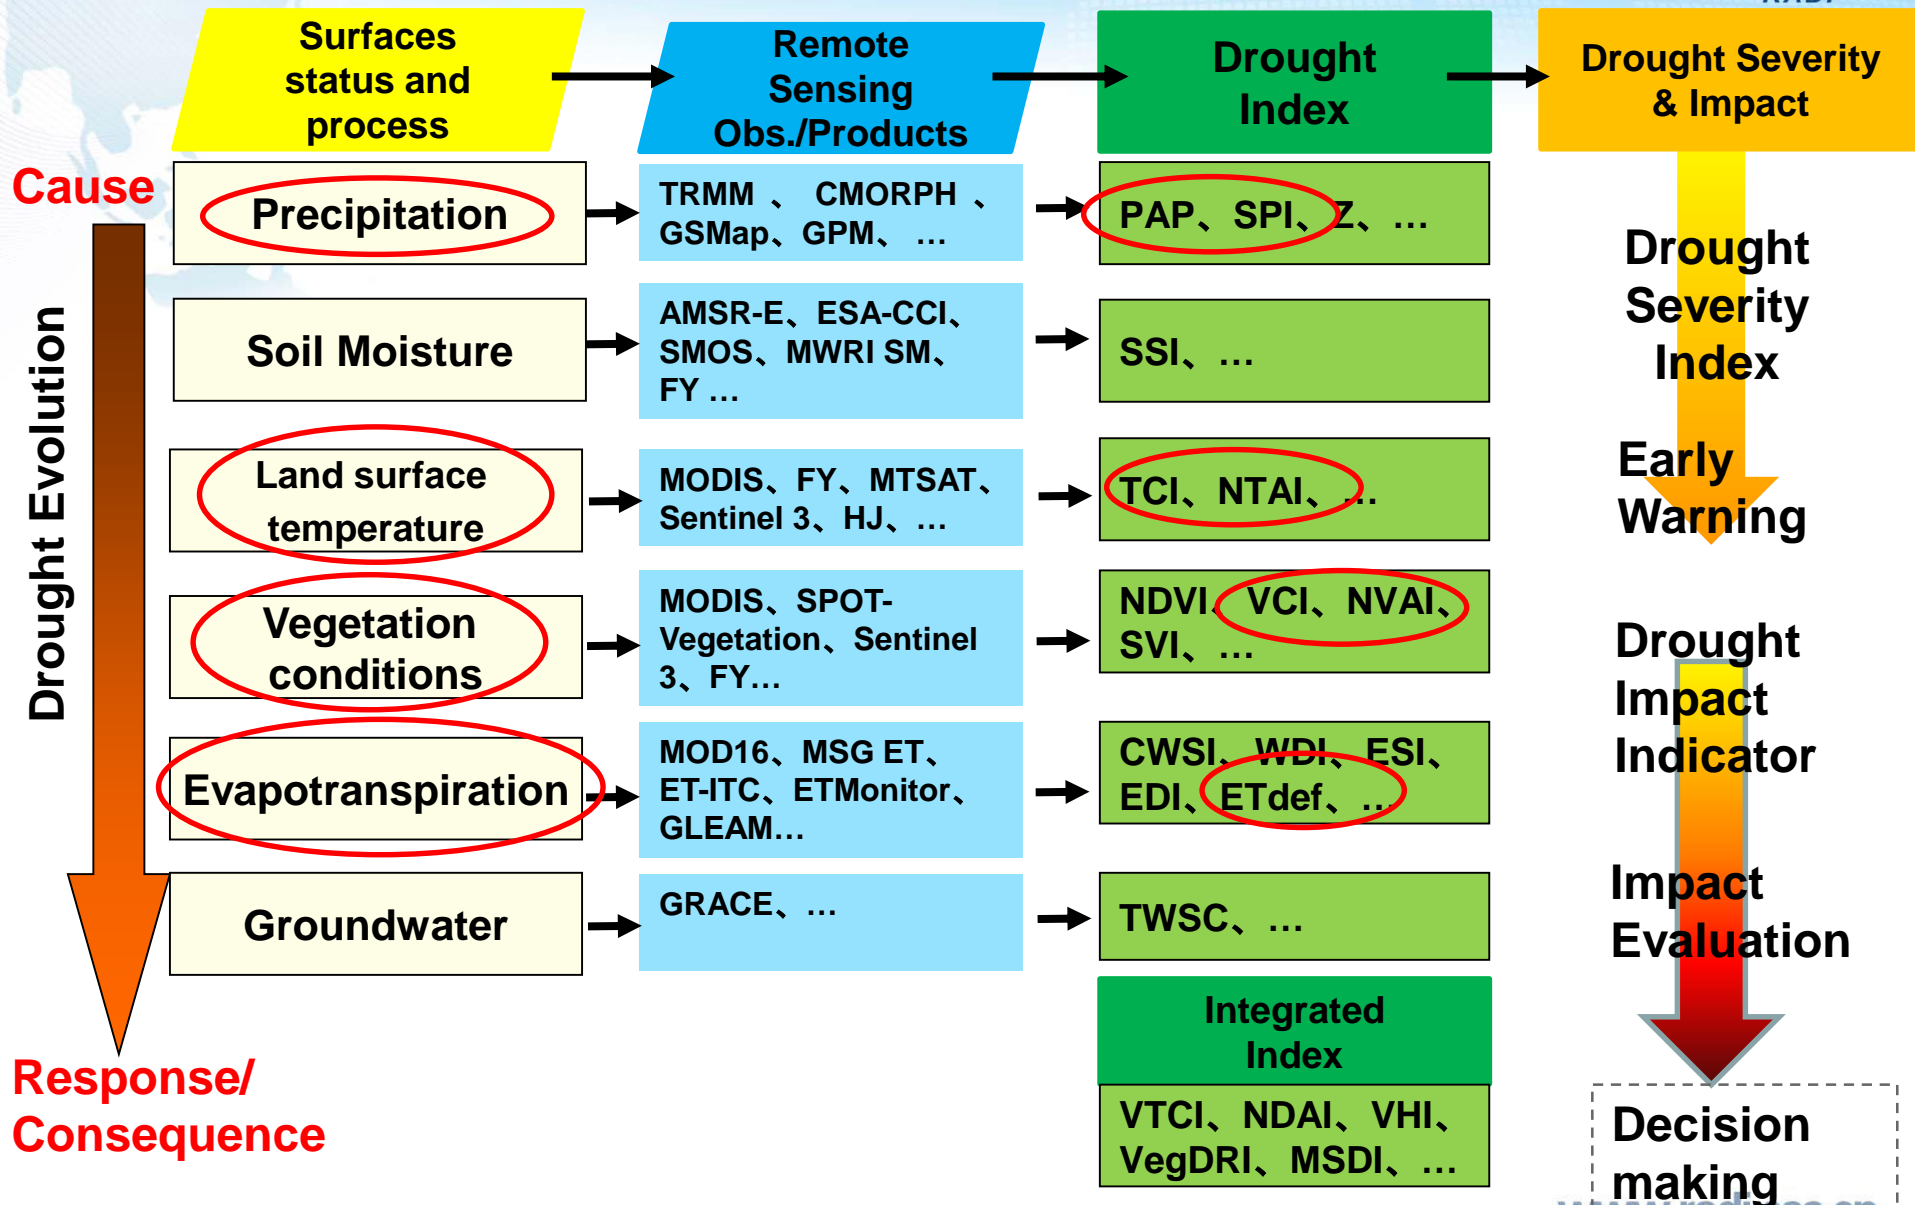 Surfaces
status and
process
Remote
Sensing
Obs./Products
Drought
Index
Drought Severity
& Impact
Cause
Drought Evolution
Response/
Consequence
Precipitation
TRMM 、 CMORPH 、
GSMap、GPM、 …
PAP、SPI、Z、…
Soil Moisture
AMSR-E、ESA-CCI、
SMOS、MWRI SM、
FY …
SSI、…
Land surface
temperature
MODIS、FY、MTSAT、
Sentinel 3、HJ、…
TCI、NTAI、…
Vegetation
conditions
MODIS、SPOT-
Vegetation、Sentinel
3、FY…
NDVI、VCI、NVAI、
SVI、…
Evapotranspiration
MOD16、MSG ET、
ET-ITC、ETMonitor、
GLEAM…
CWSI、WDI、ESI、
EDI、ETdef、…
Groundwater
GRACE、…
TWSC、…
Integrated
Index
VTCI、NDAI、VHI、
VegDRI、MSDI、…
Drought
Severity
Index
Early
Warning
Drought
Impact
Indicator
Impact
Evaluation
Decision
making